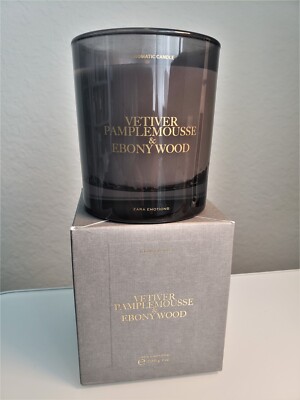 AROMATIC CANDLE
VETIVER
PAMPLEMOUSSE
&
EBONY WOOD
ZARA EMOTIONS
VETIVER
PAMPLEMOUSSE
&
EBONY WOOD